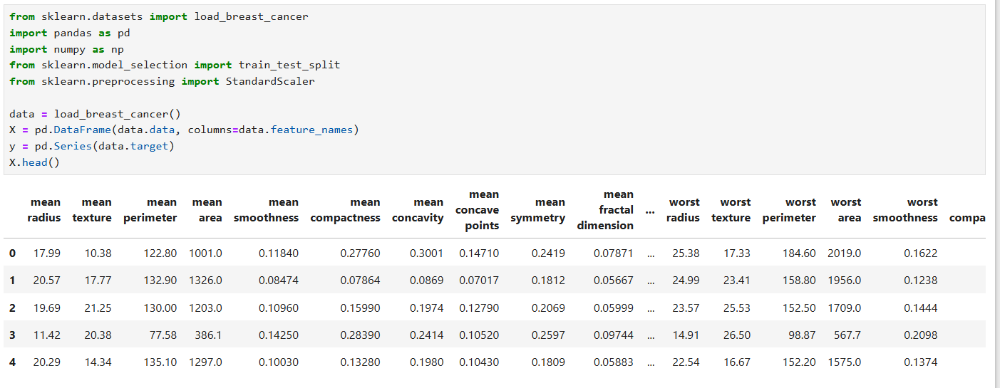 from sklearn.datasets import load_breast_cancer
import pandas as pd
import numpy as np
from sklearn.model_selection import train_test_split
from sklearn.preprocessing import StandardScaler
data = load_breast_cancer()
X = pd.DataFrame(data.data, columns=data.feature_names)
y = pd.Series(data.target)
X.head()
mean radius mean texture mean perimeter mean area mean smoothness mean compactness mean concavity mean concave points mean symmetry mean fractal dimension ... worst radius worst texture worst perimeter worst area worst smoothness compa
0 17.99 10.38 122.80 1001.0 0.11840 0.27760 0.3001 0.14710 0.2419 0.07871 ... 25.38 17.33 184.60 2019.0 0.1622
1 20.57 17.77 132.90 1326.0 0.08474 0.07864 0.0869 0.07017 0.1812 0.05667 ... 24.99 23.41 158.80 1956.0 0.1238
2 19.69 21.25 130.00 1203.0 0.10960 0.15990 0.1974 0.12790 0.2069 0.05999 ... 23.57 25.53 152.50 1709.0 0.1444
3 11.42 20.38 77.58 386.1 0.14250 0.28390 0.2414 0.10520 0.2597 0.09744 ... 14.91 26.50 98.87 567.7 0.2098
4 20.29 14.34 135.10 1297.0 0.10030 0.13280 0.1980 0.10430 0.1809 0.05883 ... 22.54 16.67 152.20 1575.0 0.1374